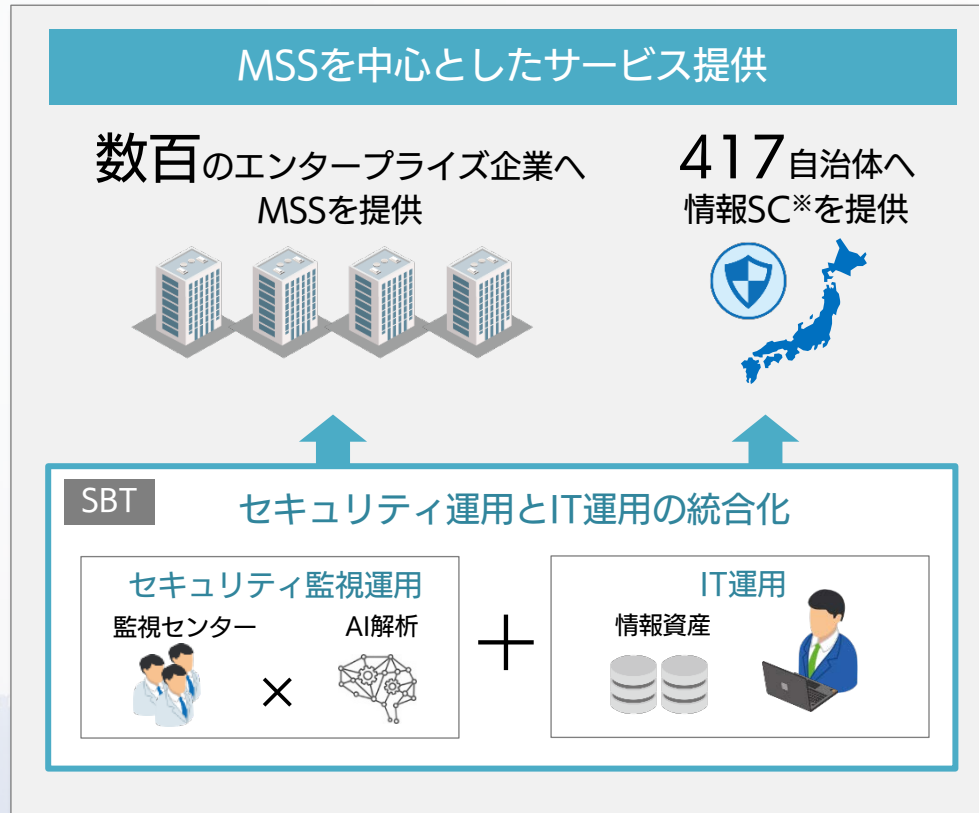 MSSを中心としたサービス提供
数百のエンタープライズ企業へ
MSSを提供
417自治体へ
情報SC※を提供
SBT
セキュリティ運用とIT運用の統合化
セキュリティ監視運用
監視センター
×
AI解析
＋
IT運用
情報資産